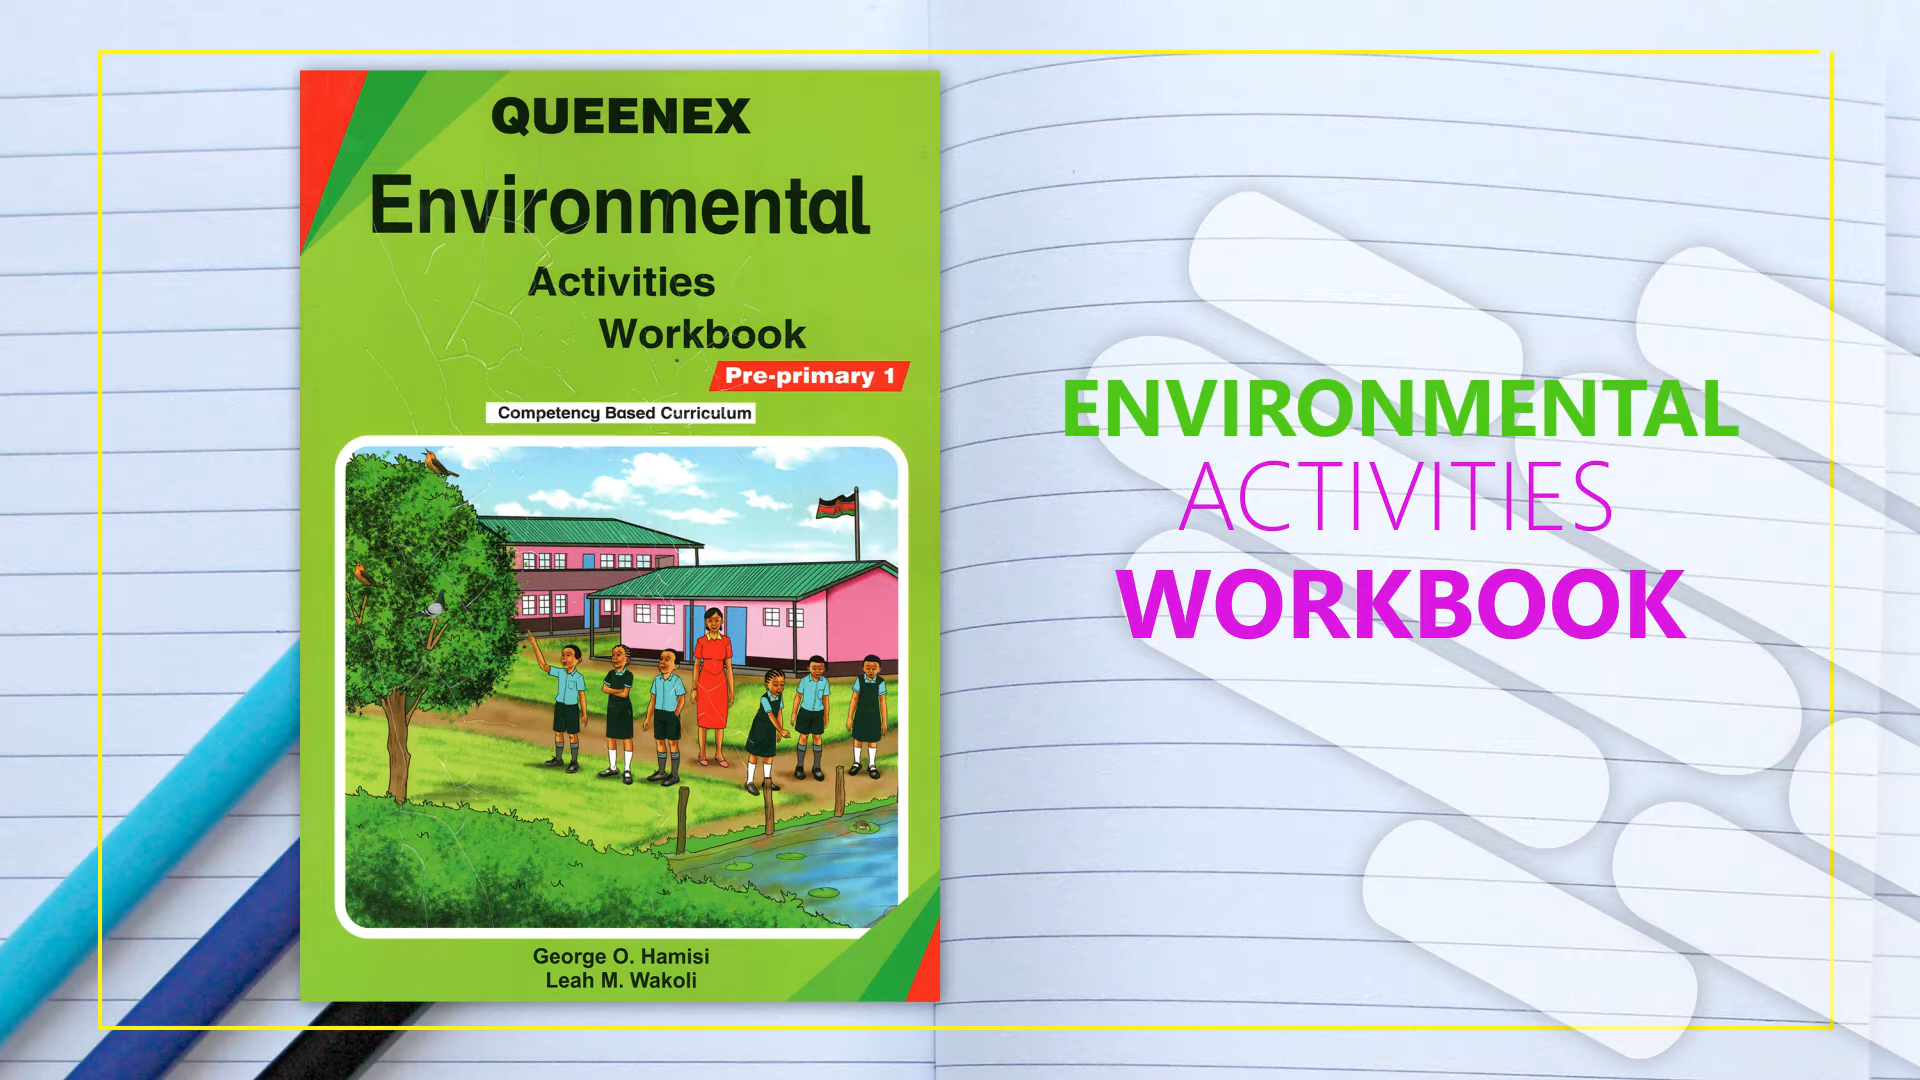 QUEENEX
Environmental
Activities
Workbook
Pre-primary 1
Competency Based Curriculum
George O. Hamisi
Leah M. Wakoli
ENVIRONMENTAL
ACTIVITIES
WORKBOOK